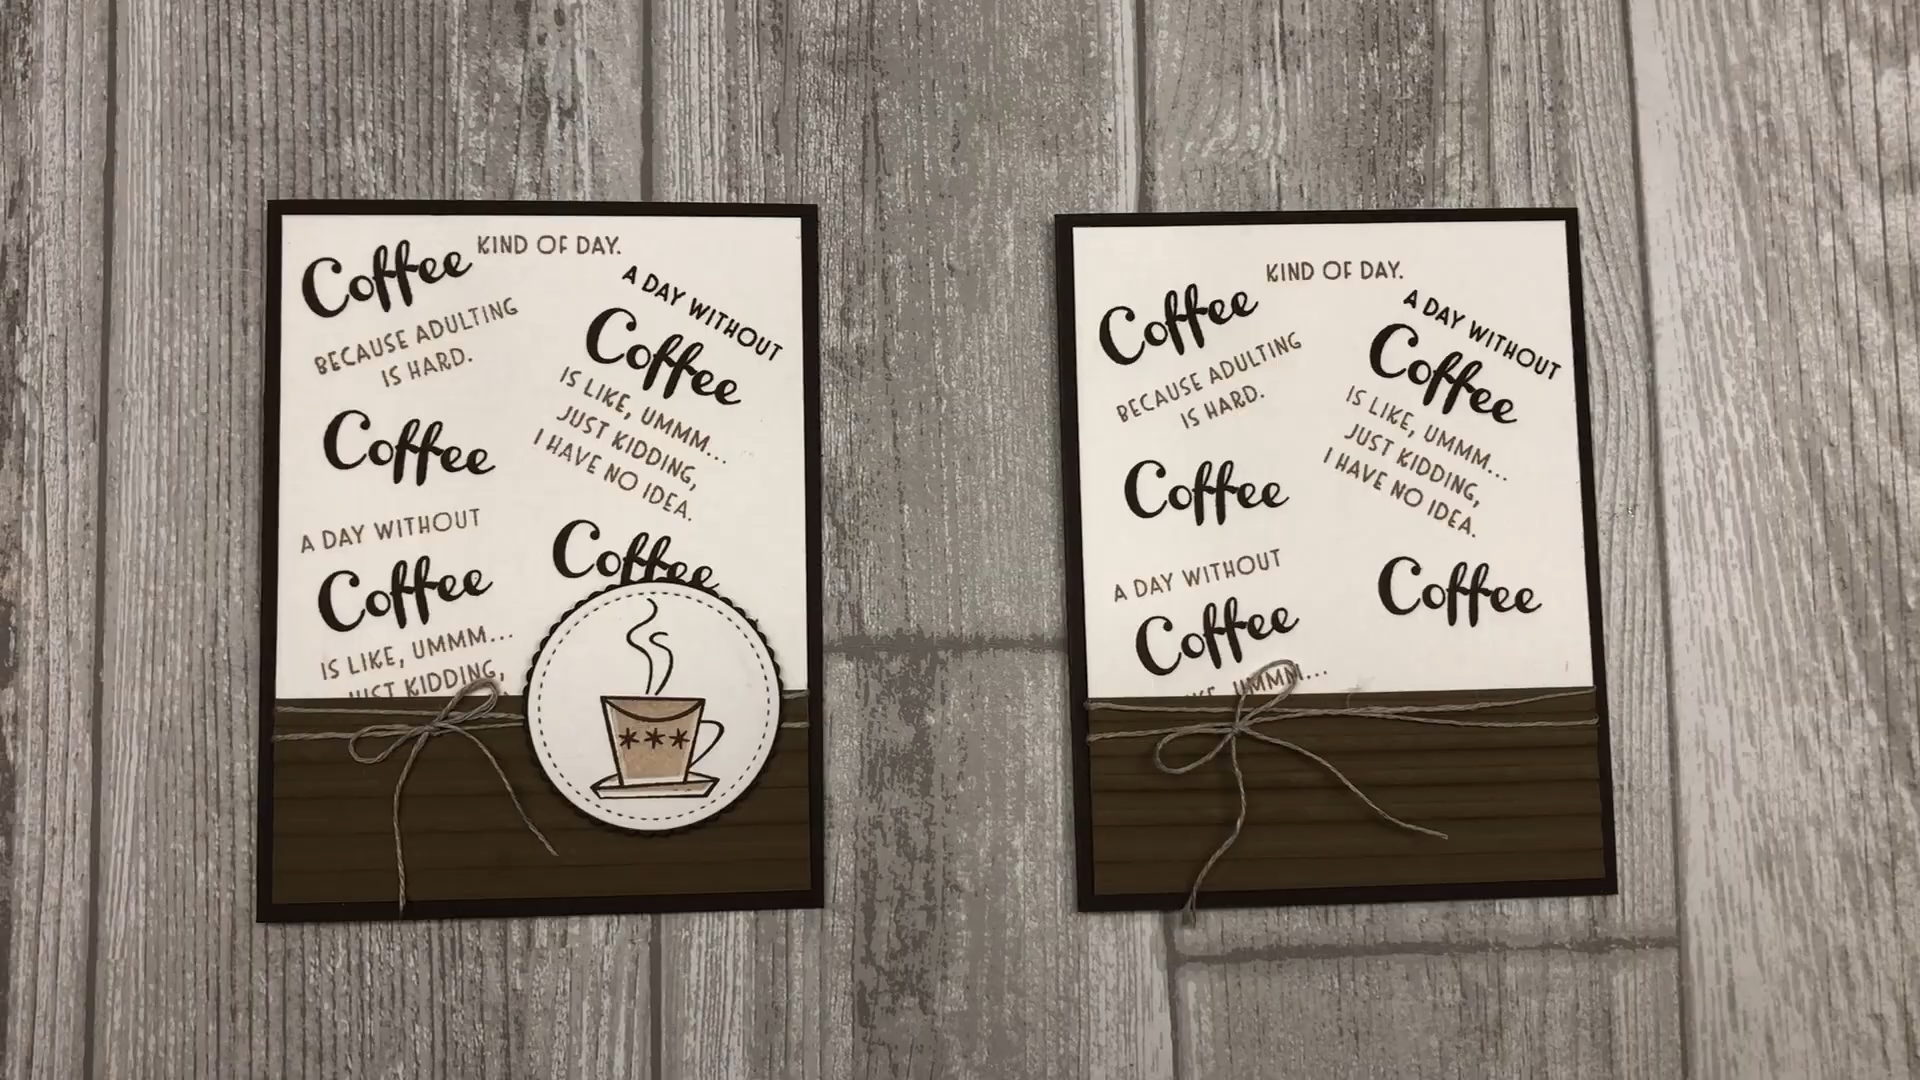 Coffee KIND OF DAY.
BECAUSE ADULTING
IS HARD.
Coffee
A DAY WITHOUT
Coffee
IS LIKE, UMMM...
JUST KIDDING,
A DAY WITHOUT
Coffee
IS LIKE, UMMM...
JUST KIDDING,
I HAVE NO IDEA.
Coffee
KIND OF DAY.
Coffee
BECAUSE ADULTING
IS HARD.
Coffee
A DAY WITHOUT
Coffee
UMMM...
A DAY WITHOUT
Coffee
IS LIKE, UMMM...
JUST KIDDING,
I HAVE NO IDEA.
Coffee